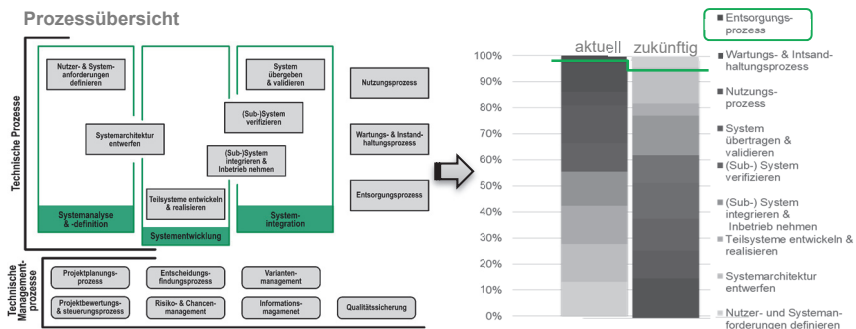 Prozessübersicht
Technische Prozesse
Nutzer- & System-
anforderungen
definieren
Systemarchitektur
entwerfen
Systemanalyse
& -definition
Teilsysteme entwickeln
& realisieren
Systementwicklung
System
übergeben &
validieren
(Sub-)System
verifizieren
(Sub-)System
integrieren &
Inbetrieb nehmen
System-
integration
Nutzungsprozess
Wartungs- & Instand-
haltungsprozess
Entsorgungsprozess
Technische
Management-
prozesse
Projektplanungs-
prozess
Entscheidungs-
findungsprozess
Varianten-
management
Projektbewertungs-
& steuerungsprozess
Risiko- & Chancen-
management
Informations-
magamenet
Qualitätssicherung
aktuell
zukünftig
100%
90%
80%
70%
60%
50%
40%
30%
20%
10%
0%
Entsorgungs-
prozess
Wartungs- & Intsand-
haltungsprozess
Nutzungs-
prozess
System
übertragen &
validieren
(Sub-) System
verifizieren
(Sub-) System
integrieren &
Inbetrieb nehmen
Teilsysteme entwickeln &
realisieren
Systemarchitektur
entwerfen
Nutzer- und Systeman-
forderungen definieren